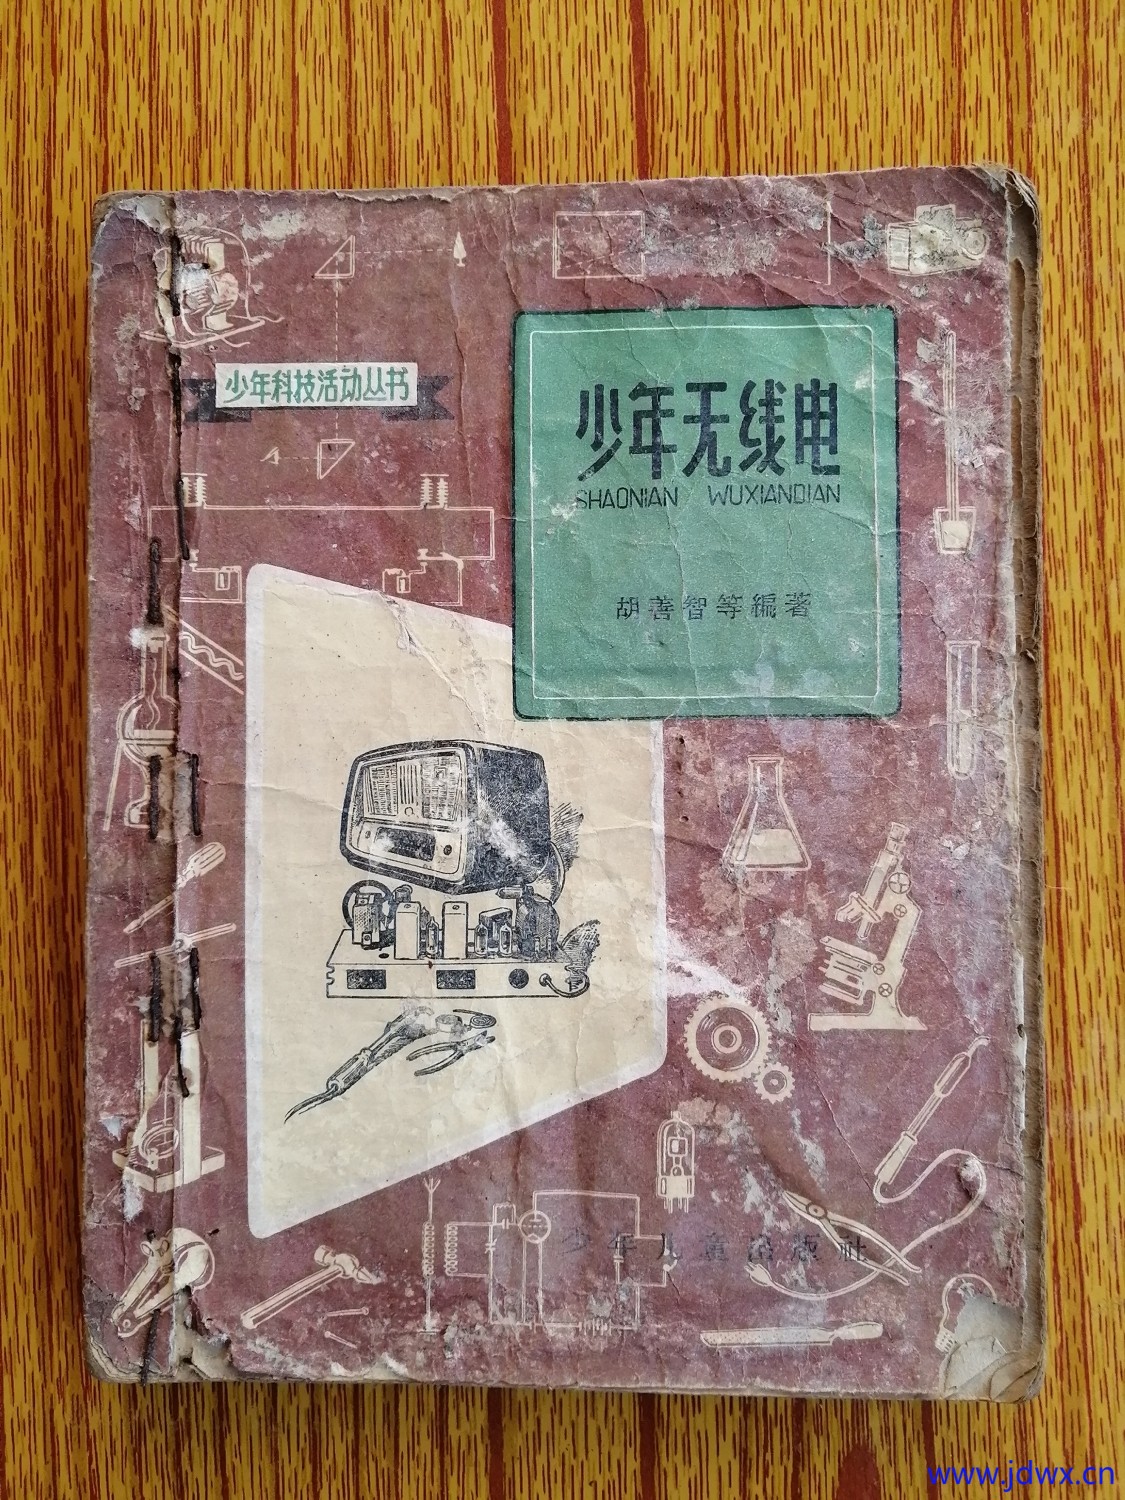 少年科技活动丛书
少年无线电
SHAONIAN WUXIANDIAN
胡善智等編著
少年儿童出版社
www.jdwx.cn